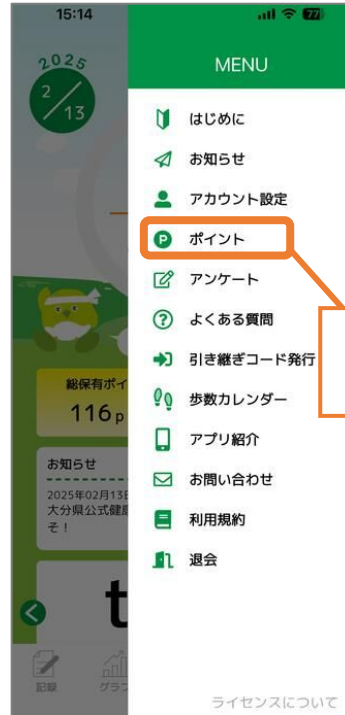 15:14
77
2025
2/13
MENU
はじめに
お知らせ
アカウント設定
P ポイント
アンケート
よくある質問
引き継ぎコード発行
歩数カレンダー
アプリ紹介
お問い合わせ
利用規約
退会
総保有ポイ
116 p
お知らせ
2025年02月13日
大分県公式健康
そ！
t
記録
グラフ
ライセンスについて